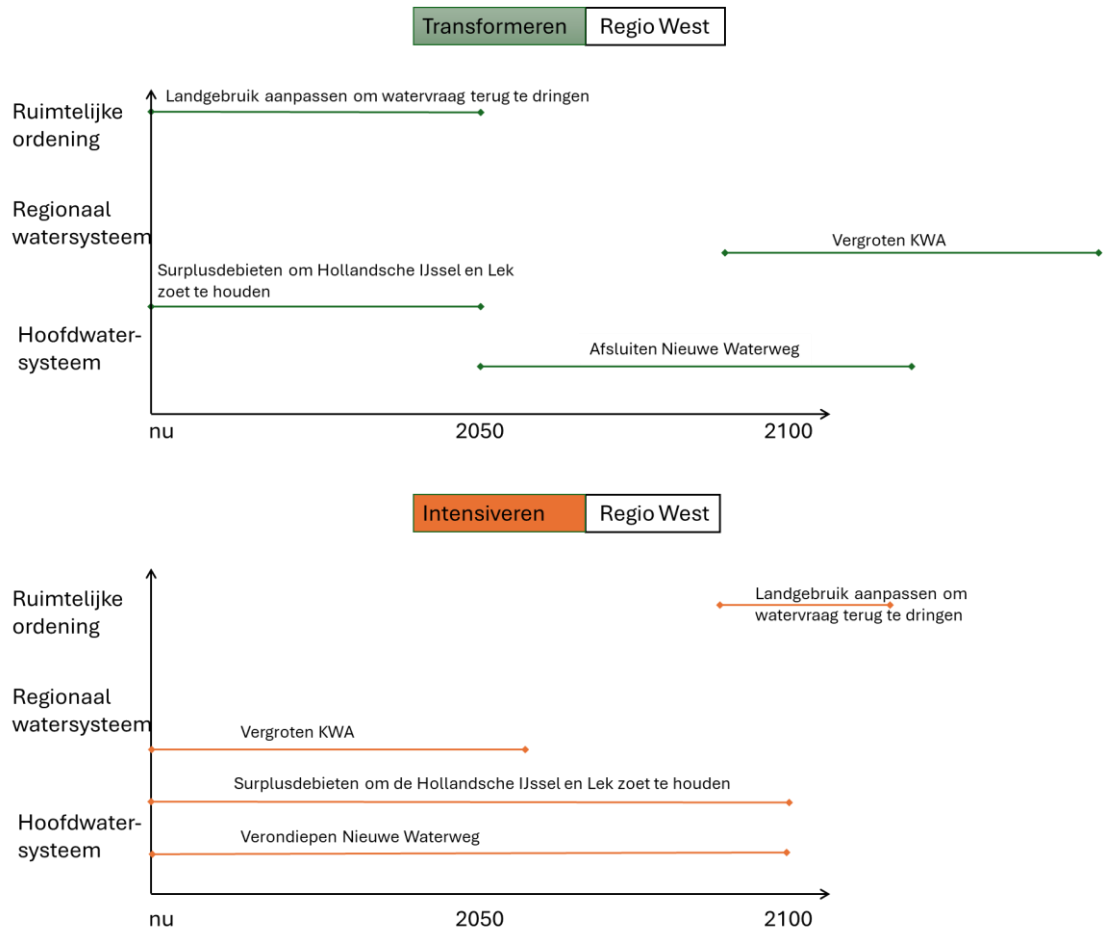 Transformeren Regio West
Landgebruik aanpassen om watervraag terug te dringen
Ruimtelijke
ordening
Regionaal
watersysteem
Vergroten KWA
Surplusdebieten om Hollandsche IJssel en Lek
zoet te houden
Hoofdwater-
systeem
Afsluiten Nieuwe Waterweg
nu 2050 2100
Intensiveren Regio West
Ruimtelijke
ordening
Landgebruik aanpassen om
watervraag terug te dringen
Regionaal
watersysteem
Vergroten KWA
Surplusdebieten om de Hollandsche IJssel en Lek zoet te houden
Hoofdwater-
systeem
Verondiepen Nieuwe Waterweg
nu 2050 2100